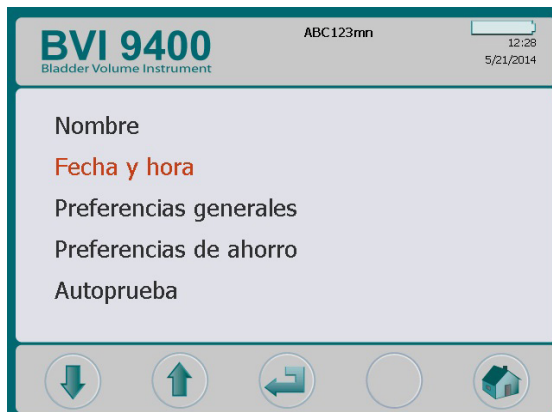 BVI 9400
Bladder Volume Instrument
ABC123mn
12:28
5/21/2014
Nombre
Fecha y hora
Preferencias generales
Preferencias de ahorro
Autoprueba